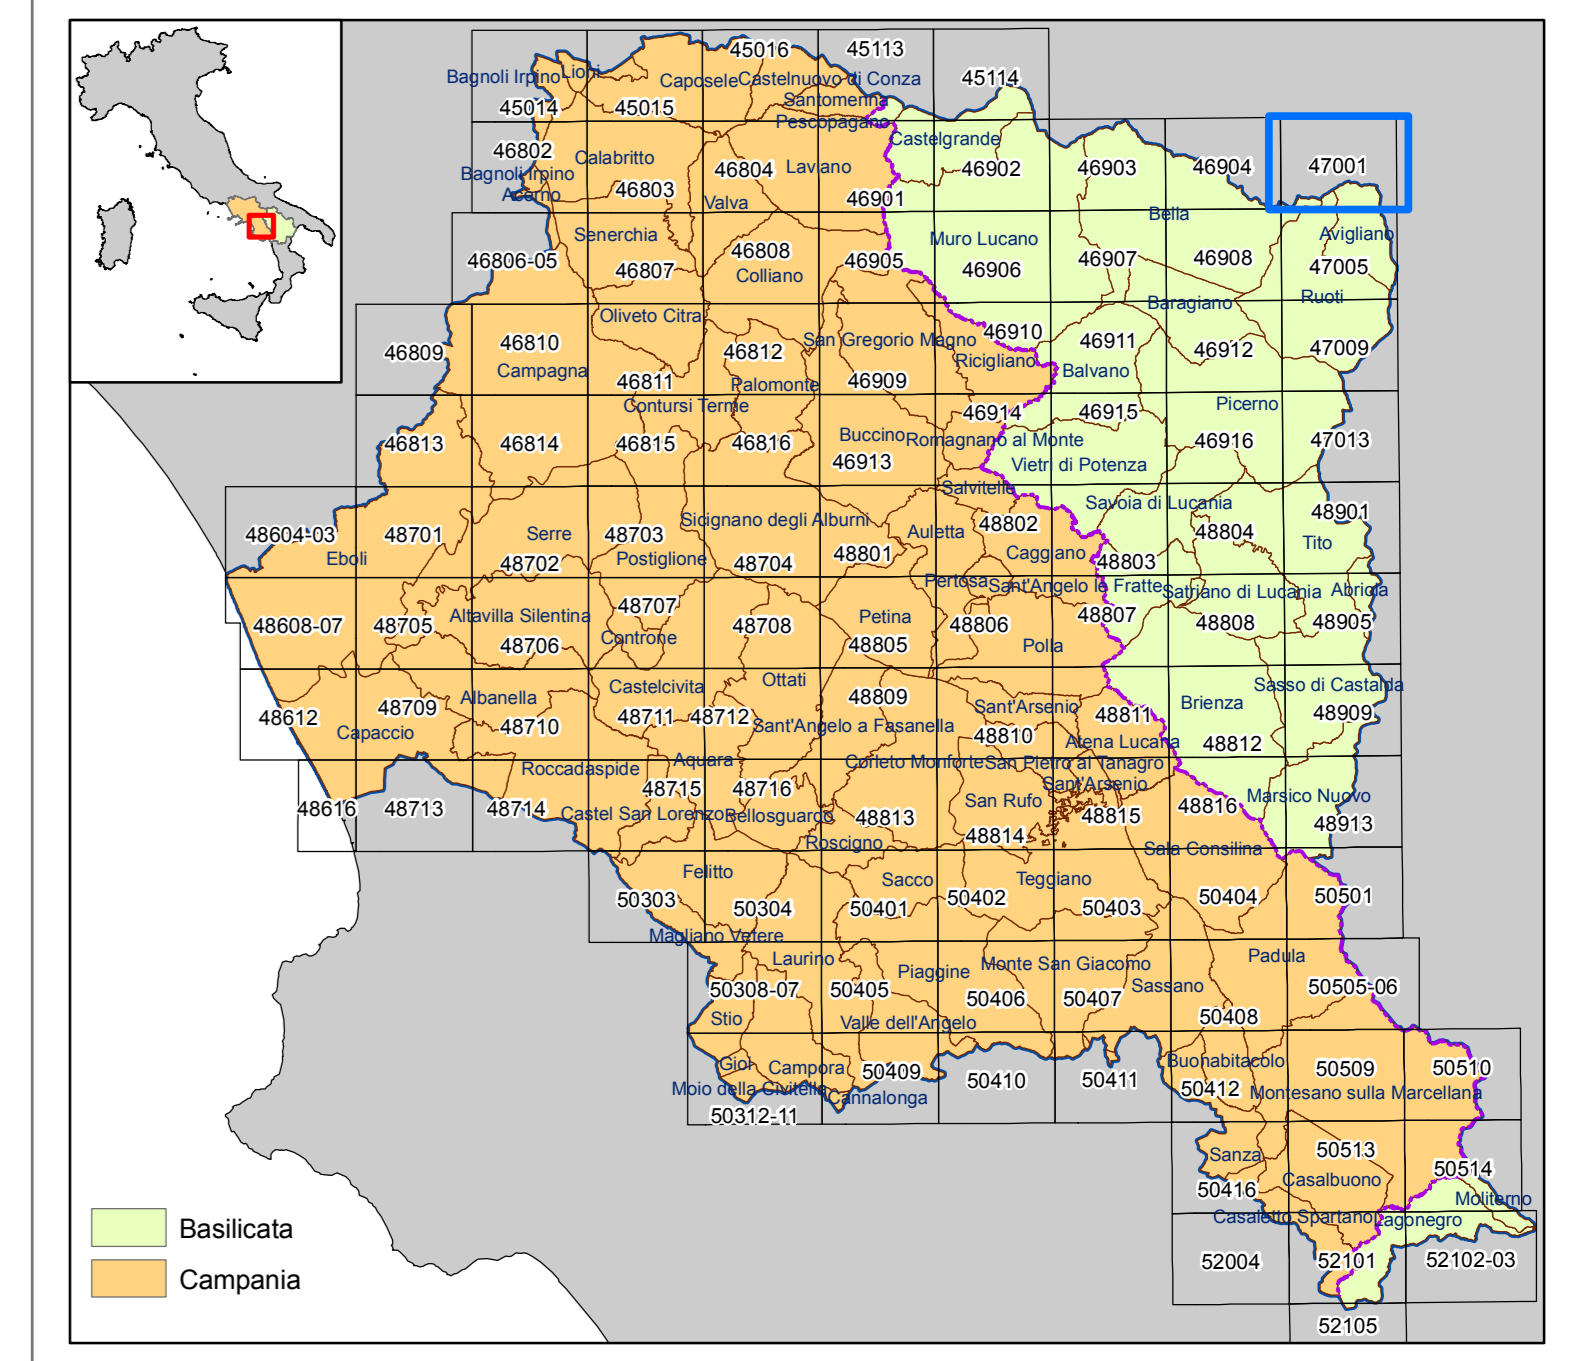 45016
45113
Bagnoli Irpino
Lioni
Caposele
Castelnuovo di Conza
45114
45014
45015
Santomenna
Pescopagano
Castelgrande
46802
Calabritto
46804
Laviano
46902
46903
46904
47001
Bagnoli Irpino
Acerno
46803
Valva
46901
Bella
Senerchia
Muro Lucano
Avigliano
46806-05
46807
46808
Colliano
46905
46906
46907
46908
47005
Oliveto Citra
Baragiano
Ruoti
46809
46810
46812
San Gregorio Magno
46910
46911
46912
47009
Campagna
46811
Palomonte
46909
Ricigliano
Balvano
Contursi Terme
46914
46915
Picerno
46813
46814
46815
46816
Buccino
Romagnano al Monte
46916
47013
46913
Vietri di Potenza
Salvitelle
Savoia di Lucania
48604-03
48701
Serre
48703
Sicignano degli Alburni
Auletta
48802
48804
48901
Eboli
48702
Postiglione
48704
48801
Caggiano
48803
Tito
Pertosa
Sant'Angelo le Fratte
Satriano di Lucania
Abriola
48608-07
48705
Altavilla Silentina
48707
48708
Petina
48806
48807
48808
48905
48706
Controne
48805
Polla
Albanella
Castelcivita
Ottati
48809
Sant'Arsenio
Brienza
Sasso di Castalda
48612
48709
48710
48711
48712
Sant'Angelo a Fasanella
48810
48811
48909
Capaccio
Atena Lucana
48812
Roccadaspide
Aquara
Corleto Monforte
San Pietro al Tanagro
48715
48716
Sant'Arsenio
48616
48713
48714
Castel San Lorenzo
Bellosguardo
48813
San Rufo
48815
48816
Marsico Nuovo
Roscigno
48814
48913
Sala Consilina
Felitto
Sacco
Teggiano
50303
50304
50401
50402
50403
50404
50501
Magliano Vetere
Laurino
Piaggine
Monte San Giacomo
Padula
50308-07
50405
50406
50407
Sassano
50505-06
Stio
Valle dell'Angelo
50408
Gioi
Campora
50409
50410
50411
Buonabitacolo
50509
50510
Moio della Civitella
Cannalonga
50412
Montesano sulla Marcellana
50312-11
Sanza
50513
50514
50416
Casalbuono
Moliterno
Casaletto Spartano
Lagonegro
Basilicata
52004
52101
52102-03
Campania
52105